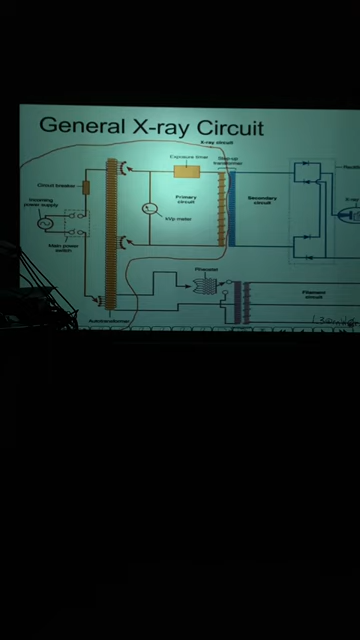 General X-ray Circuit
X-ray circuit
Exposure timer
Step-up
transformer
Circuit breaker
Incoming
power supply
Primary
circuit
Secondary
circuit
kVp meter
Main power
switch
Rheostat
Filament
circuit
Autotransformer
X-ray